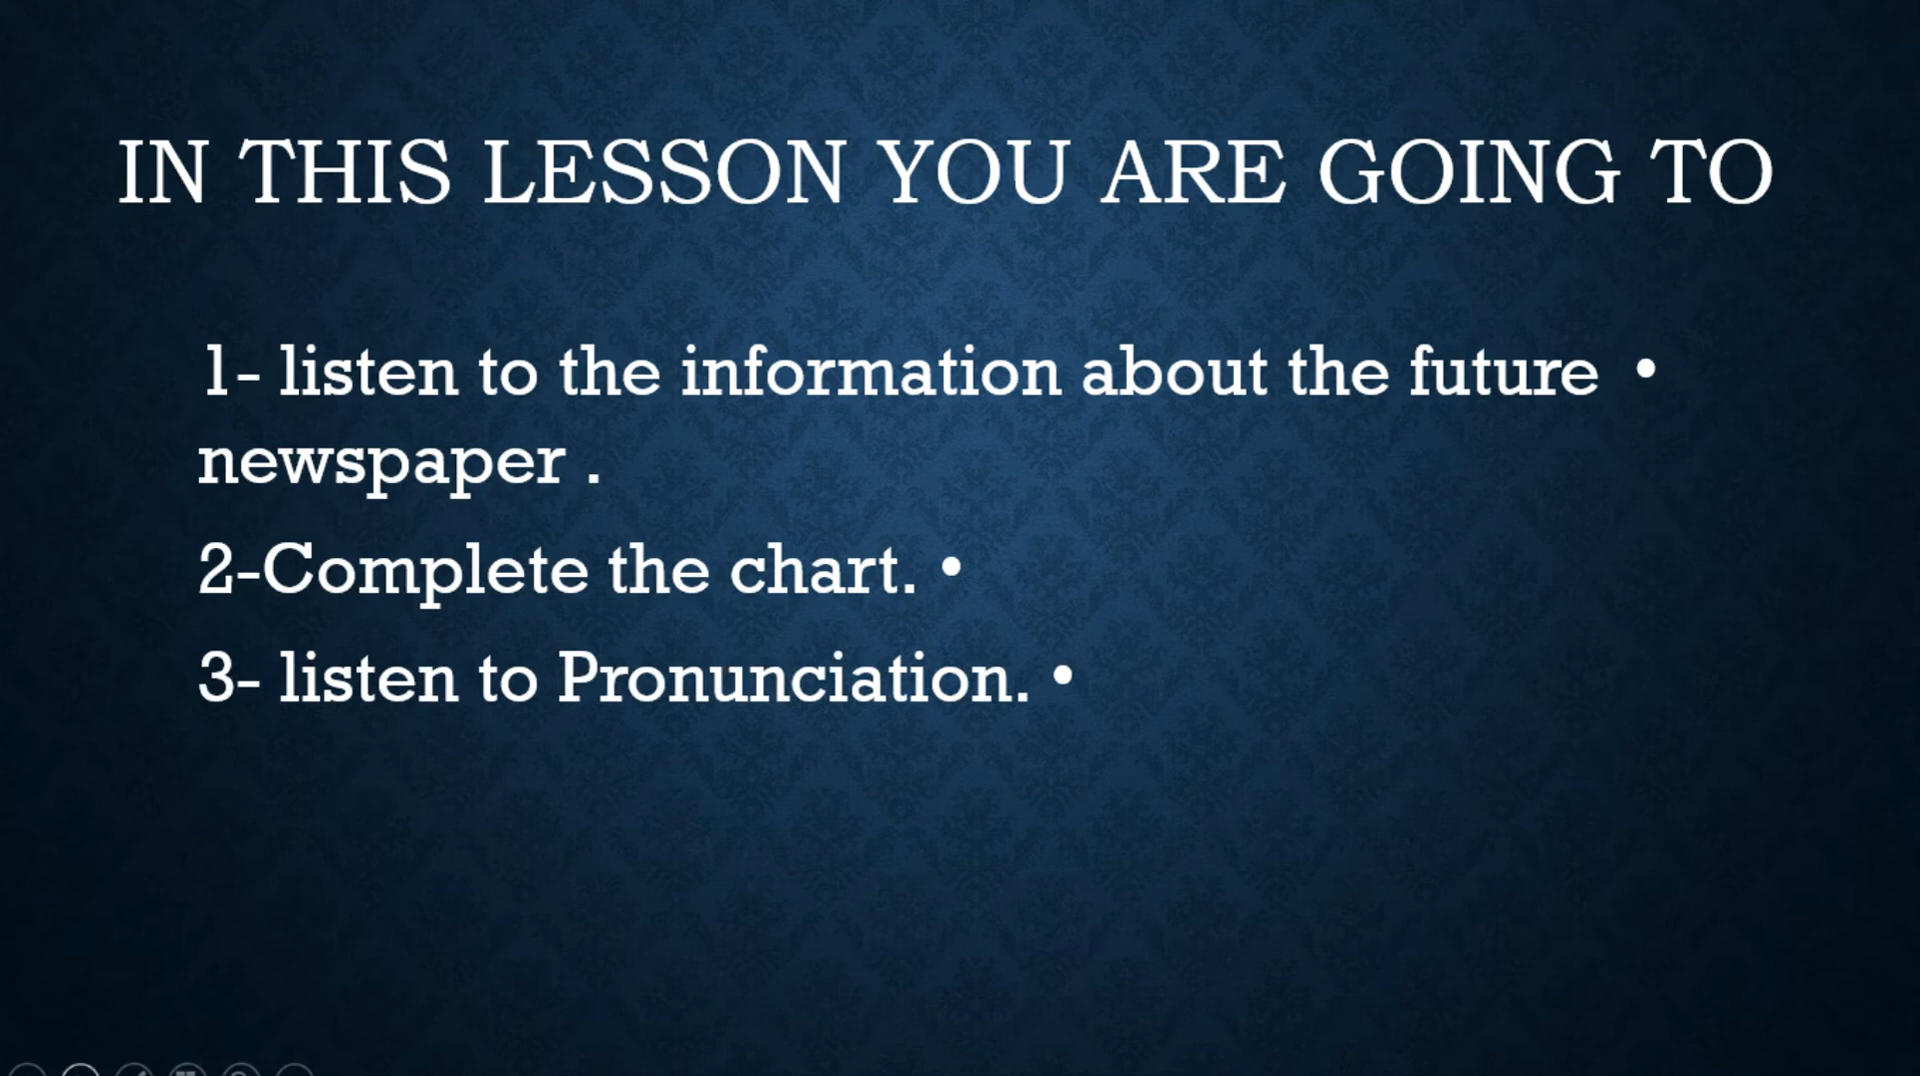 IN THIS LESSON YOU ARE GOING TO
1- listen to the information about the future •
newspaper .
2-Complete the chart. •
3- listen to Pronunciation. •